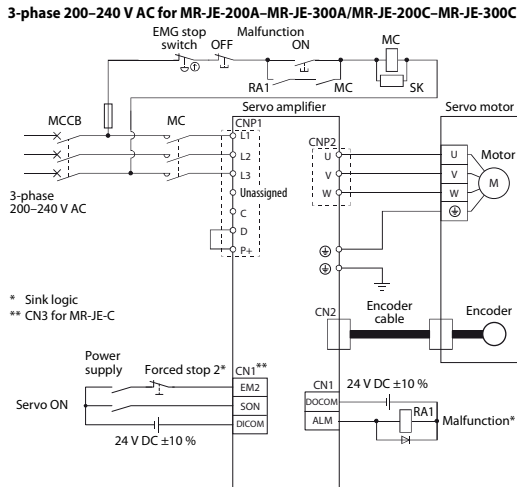 3-phase 200–240 V AC for MR-JE-200A–MR-JE-300A/MR-JE-200C–MR-JE-300C
EMG stop
switch
OFF
Malfunction
ON
MC
RA1
MC
SK
MCCB
MC
Servo amplifier
Servo motor
CNP1
L1
L2
L3
Unassigned
C
D
P+
CNP2
U
V
W
U
V
W
Motor
M
3-phase
200–240 V AC
* Sink logic
** CN3 for MR-JE-C
CN2
Encoder
cable
Encoder
Power
supply
Forced stop 2*
CN1**
EM2
SON
DICOM
Servo ON
24 V DC ±10 %
CN1
24 V DC ±10 %
DOCOM
ALM
RA1
Malfunction*